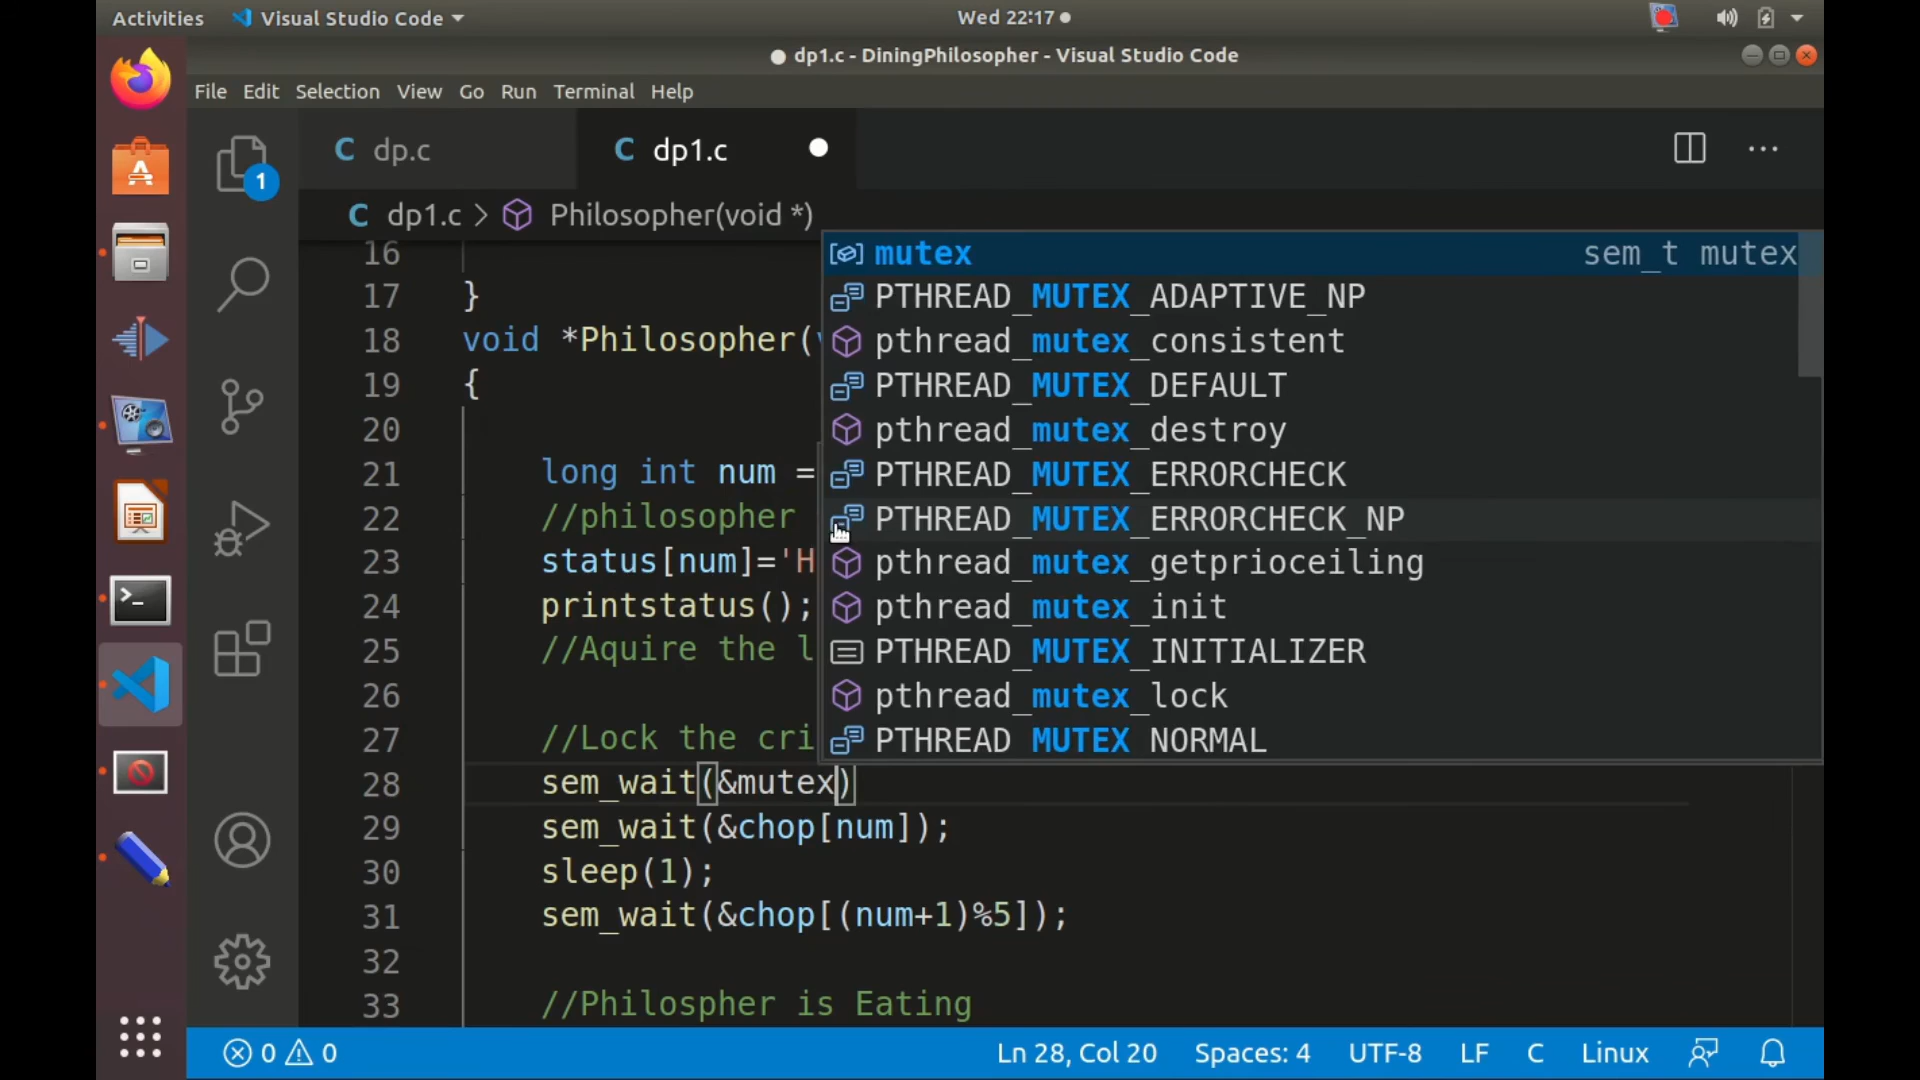 Activities Visual Studio Code Wed 22:17
dp1.c - DiningPhilosopher - Visual Studio Code
File Edit Selection View Go Run Terminal Help
C dp.c C dp1.c
1
C dp1.c > Philosopher(void *)
16
17 }
18 void *Philosopher(
19 {
20
21 long int num =
22 //philosopher
23 status[num]='H
24 printstatus();
25 //Aquire the l
26
27 //Lock the cri
28 sem_wait(&mutex)
29 sem_wait(&chop[num]);
30 sleep(1);
31 sem_wait(&chop[(num+1)%5]);
32
33 //Philospher is Eating
mutex sem_t mutex
PTHREAD_MUTEX_ADAPTIVE_NP
pthread_mutex_consistent
PTHREAD_MUTEX_DEFAULT
pthread_mutex_destroy
PTHREAD_MUTEX_ERRORCHECK
PTHREAD_MUTEX_ERRORCHECK_NP
pthread_mutex_getprioceiling
pthread_mutex_init
PTHREAD_MUTEX_INITIALIZER
pthread_mutex_lock
PTHREAD_MUTEX_NORMAL
0 0 Ln 28, Col 20 Spaces: 4 UTF-8 LF C Linux